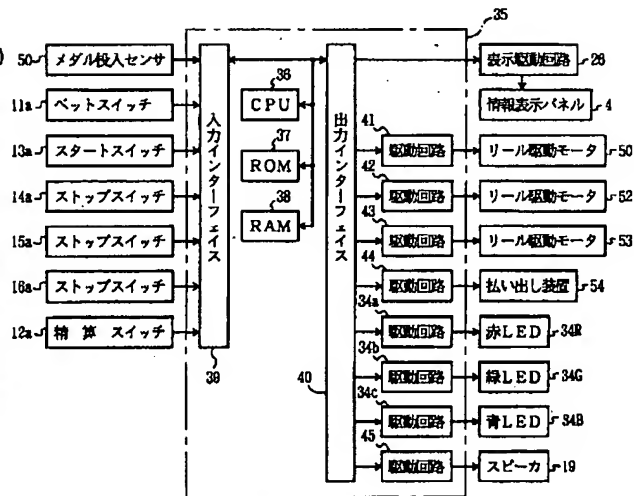 35
)
50 メダル投入センサ
11a ベットスイッチ
13a スタートスイッチ
14a ストップスイッチ
15a ストップスイッチ
16a ストップスイッチ
12a 精算 スイッチ
入力インターフェイス
39
36
CPU
37
ROM
38
RAM
出力インターフェイス
40
表示駆動回路 26
情報表示パネル 4
41
駆動回路 リール駆動モータ 50
42
駆動回路 リール駆動モータ 52
43
駆動回路 リール駆動モータ 53
44
駆動回路 払い出し装置 54
34a
駆動回路 赤LED 34R
34b
駆動回路 緑LED 34G
34c
駆動回路 青LED 34B
45
駆動回路 スピーカ 19